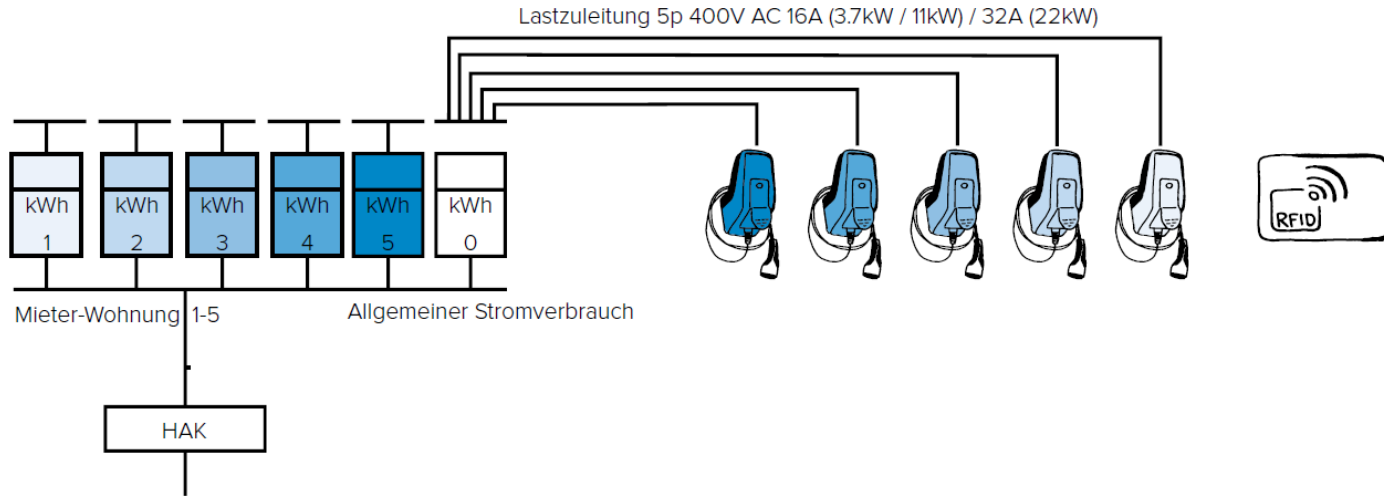 Lastzuleitung 5p 400V AC 16A (3.7kW / 11kW) / 32A (22kW)
kWh
1
kWh
2
kWh
3
kWh
4
kWh
5
kWh
0
RFID
Mieter-Wohnung 1-5
Allgemeiner Stromverbrauch
HAK